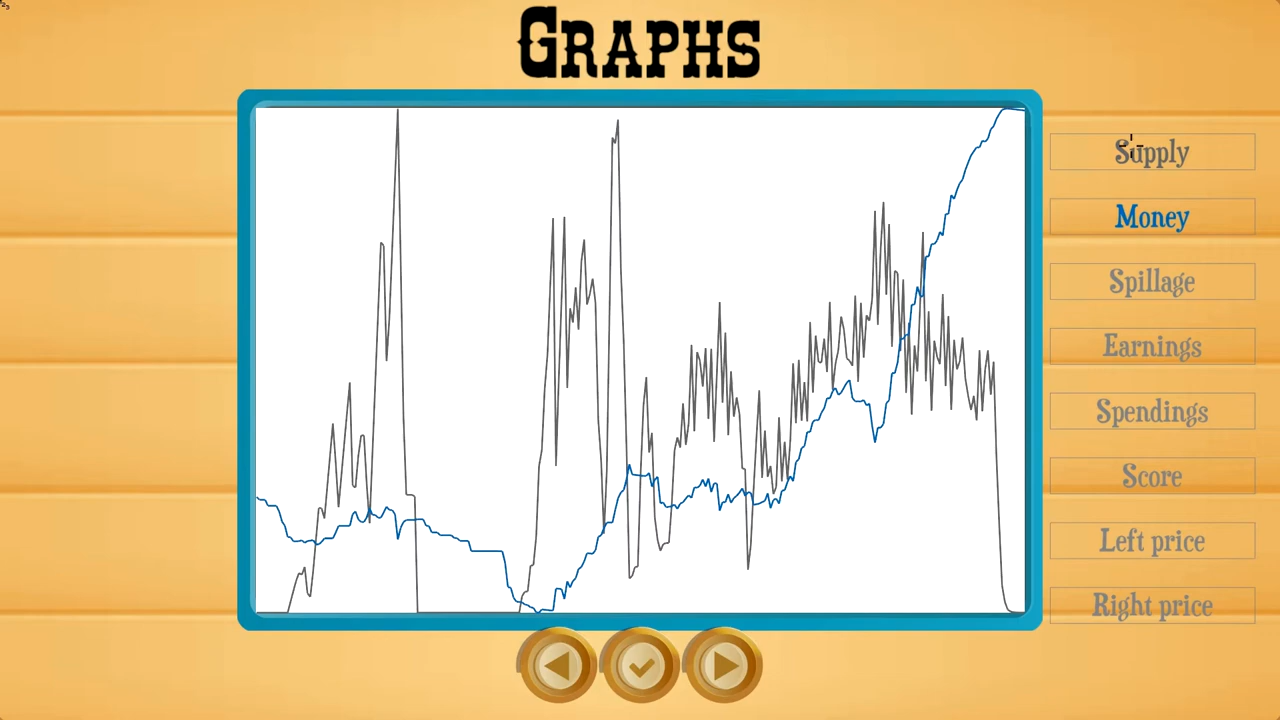 GRAPHS
Supply
Money
Spillage
Earnings
Spendings
Score
Left price
Right price